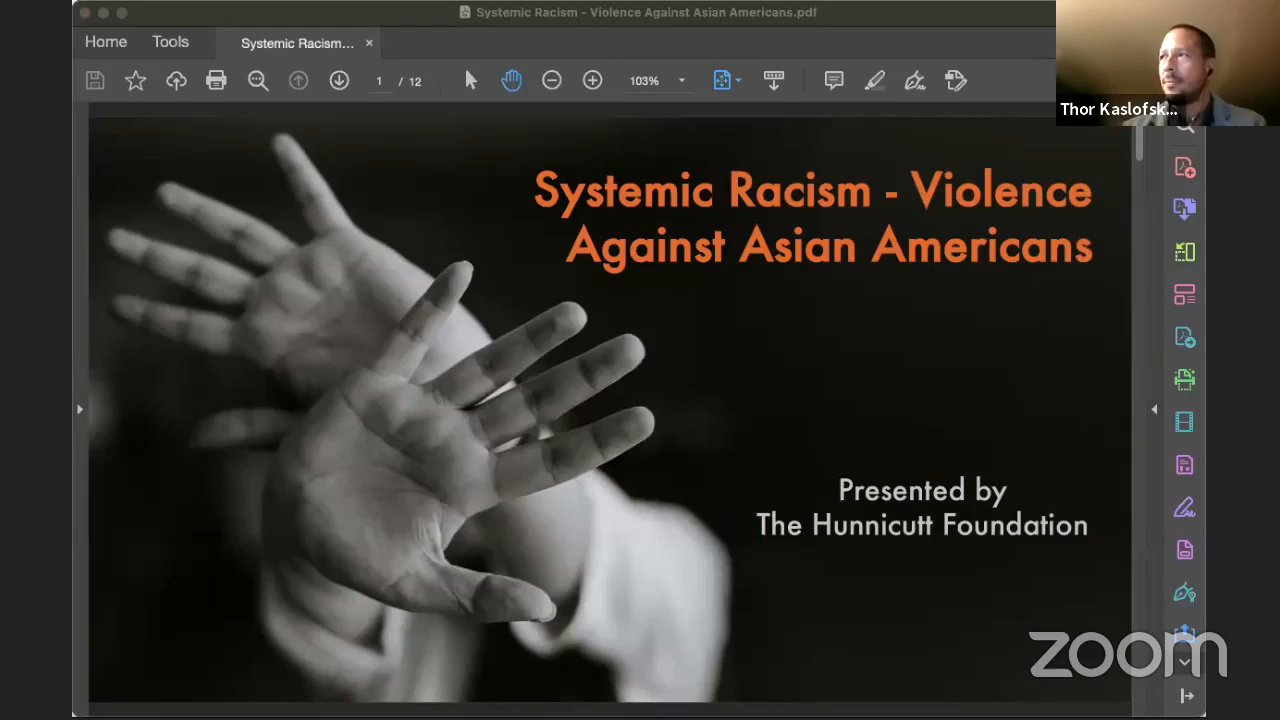 Systemic Racism - Violence Against Asian Americans.pdf
Home
Tools
Systemic Racism...
1 / 12
103%
Thor Kaslofsk...
Systemic Racism - Violence
Against Asian Americans
Presented by
The Hunnicutt Foundation
zoom